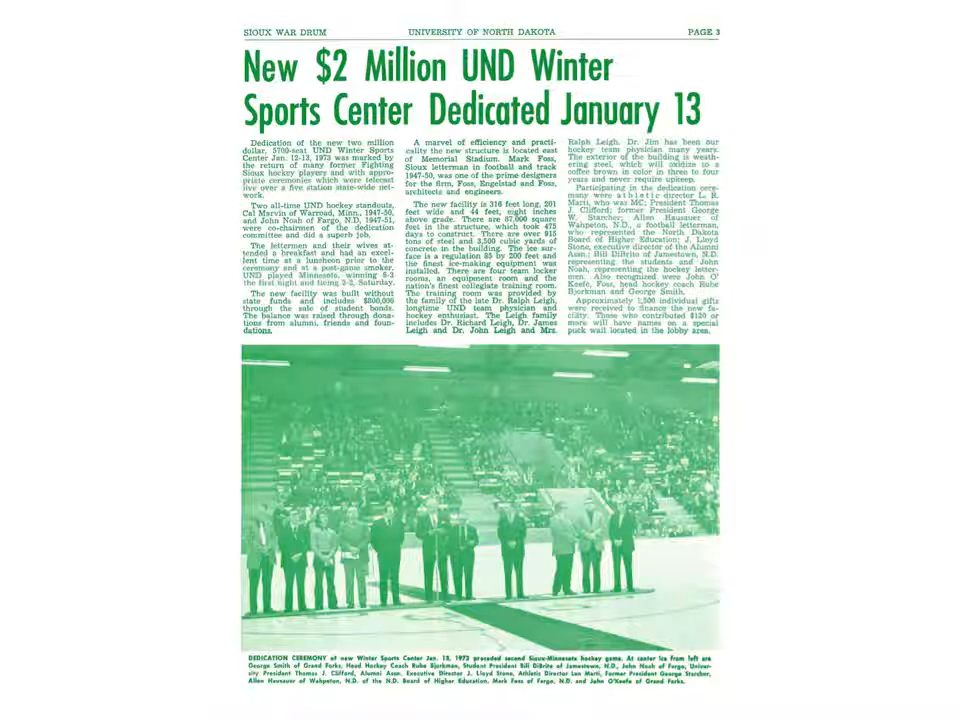 SIOUX WAR DRUM UNIVERSITY OF NORTH DAKOTA PAGE 3
New $2 Million UND Winter
Sports Center Dedicated January 13
Dedication of the new two million
dollar, 5700-seat UND Winter Sports
Center Jan. 12-13, 1973 was marked by
the return of many former Fighting
Sioux hockey players and with appro-
priate ceremonies which were telecast
live over a five station state-wide net-
work.
Two all-time UND hockey standouts,
Cal Marvin of Warroad, Minn., 1947-50,
and John Noah of Fargo, N.D, 1947-51,
were co-chairmen of the dedication
committee and did a superb job.
The lettermen and their wives at-
tended a breakfast and had an excel-
lent time at a luncheon prior to the
ceremony and at a post-game smoker.
UND played Minnesota, winning 5-3
the first night and tieing 2-2, Saturday.
The new facility was built without
state funds and includes $800,000
through the sale of student bonds.
The balance was raised through dona-
tions from alumni, friends and foun-
dations.
A marvel of efficiency and practi-
cality the new structure is located east
of Memorial Stadium. Mark Foss,
Sioux letterman in football and track
1947-50, was one of the prime designers
for the firm, Foss, Engelstad and Foss,
architects and engineers.
The new facility is 316 feet long, 201
feet wide and 44 feet, eight inches
above grade. There are 87,000 square
feet in the structure, which took 475
days to construct. There are over 915
tons of steel and 3,500 cubic yards of
concrete in the building. The ice sur-
face is a regulation 85 by 200 feet and
the finest ice-making equipment was
installed. There are four team locker
rooms, an equipment room and the
nation's finest collegiate training room.
The training room was provided by
the family of the late Dr. Ralph Leigh,
longtime UND team physician and
hockey enthusiast. The Leigh family
includes Dr. Richard Leigh, Dr. James
Leigh and Dr. John Leigh and Mrs.
Ralph Leigh. Dr. Jim has been our
hockey team physician many years.
The exterior of the building is weath-
ering steel, which will oxidize to a
coffee brown in color in three to four
years and never require upkeep.
Participating in the dedication cere-
mony were athletic director L. R.
Marti, who was MC; President Thomas
J. Clifford; former President George
W. Starcher; Allen Hausauer of
Wahpeton, N.D., a football letterman,
who represented the North Dakota
Board of Higher Education; J. Lloyd
Stone, executive director of the Alumni
Assn.; Bill DiBrito of Jamestown, N.D.
representing the students and John
Noah, representing the hockey letter-
men. Also recognized were John O'
Keefe, Foss, head hockey coach Rube
Bjorkman and George Smith.
Approximately 1,500 individual gifts
were received to finance the new fa-
cility. Those who contributed $120 or
more will have names on a special
puck wall located in the lobby area.
DEDICATION CEREMONY of new Winter Sports Center Jan. 13, 1973 preceded second Sioux-Minnesota hockey game. At center ice from left are
George Smith of Grand Forks, Head Hockey Coach Rube Bjorkman, Student President Bill DiBrito of Jamestown, N.D., John Noah of Fargo, Univer-
sity President Thomas J. Clifford, Alumni Assn. Executive Director J. Lloyd Stone, Athletic Director Len Marti, Former President George Starcher,
Allen Hausauer of Wahpeton, N.D. of the N.D. Board of Higher Education, Mark Foss of Fargo, N.D. and John O'Keefe of Grand Forks.